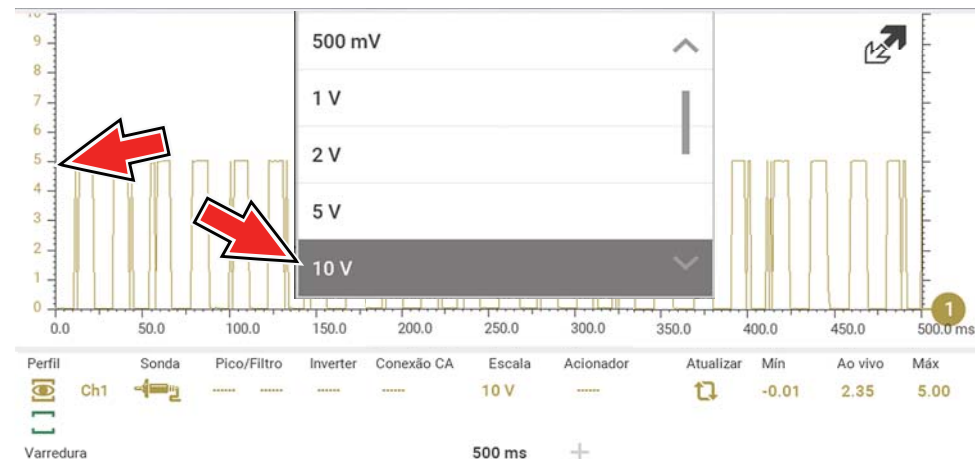 10
9
8
7
6
5
4
3
2
1
0
500 mV
1 V
2 V
5 V
10 V
1
0.0 50.0 100.0 150.0 200.0 250.0 300.0 350.0 400.0 450.0 500.0 ms
Perfil Sonda Pico/Filtro Inverter Conexão CA Escala Acionador Atualizar Mín Ao vivo Máx
Ch1 ------ ------ ------ ------ 10 V ------ -0.01 2.35 5.00
Varredura 500 ms +